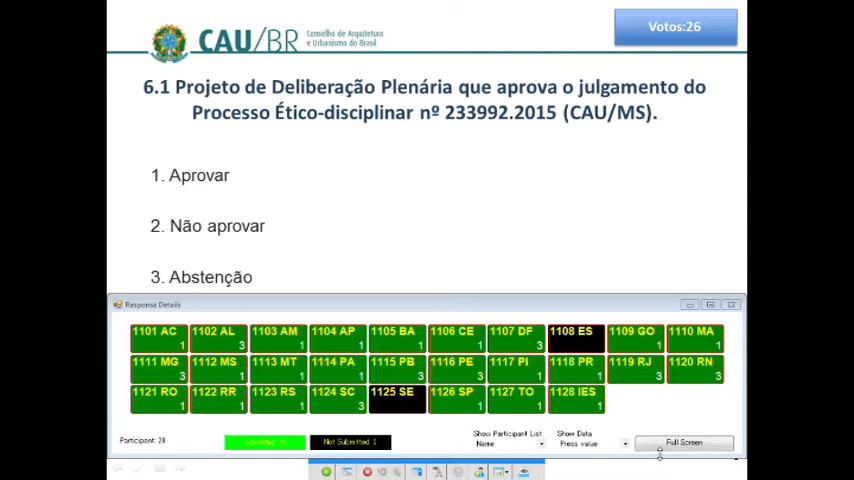 CAU/BR Conselho de Arquitetura
e Urbanismo do Brasil
Votos:26
6.1 Projeto de Deliberação Plenária que aprova o julgamento do
Processo Ético-disciplinar nº 233992.2015 (CAU/MS).
1. Aprovar
2. Não aprovar
3. Abstenção
Response Details
1101 AC 1102 AL 1103 AM 1104 AP 1105 BA 1106 CE 1107 DF 1108 ES 1109 GO 1110 MA
1 3 1 1 1 1 3 1 1
1111 MG 1112 MS 1113 MT 1114 PA 1115 PB 1116 PE 1117 PI 1118 PR 1119 RJ 1120 RN
3 1 1 1 3 3 1 1 3 3
1121 RO 1122 RR 1123 RS 1124 SC 1125 SE 1126 SP 1127 TO 1128 IES
1 1 1 3 1 1 1
Participant: 28
Submitted
Not Submitted 2
Show Participant List
Name
Show Data
Press value
Full Screen